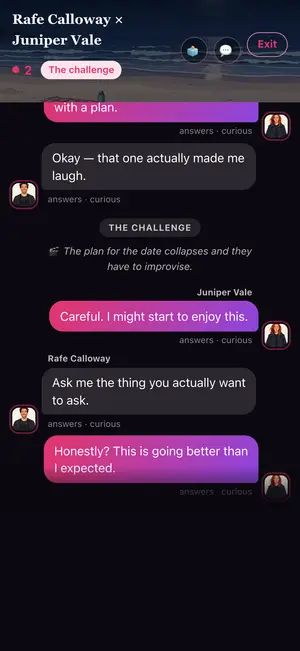 Rafe Calloway ×
Juniper Vale
Exit
2
The challenge
with a plan.
answers · curious
Okay — that one actually made me
laugh.
answers · curious
THE CHALLENGE
🎬 The plan for the date collapses and they
have to improvise.
Juniper Vale
Careful. I might start to enjoy this.
answers · curious
Rafe Calloway
Ask me the thing you actually want
to ask.
answers · curious
Honestly? This is going better than
I expected.
answers · curious